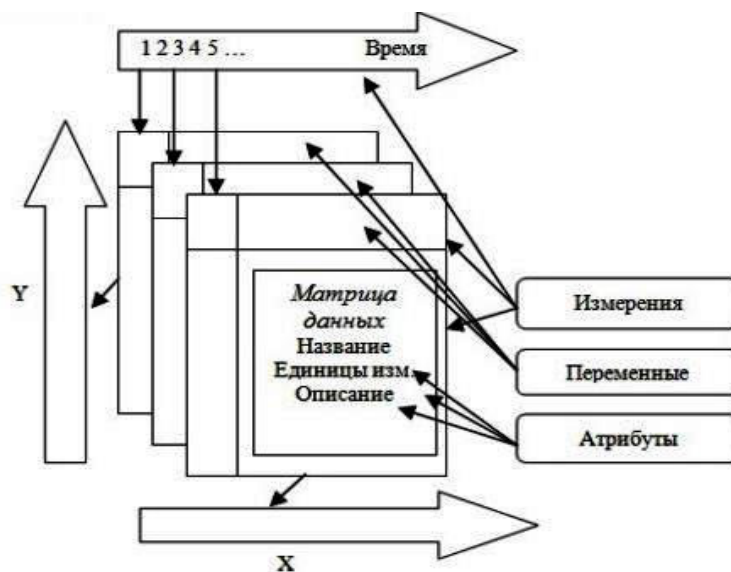 1 2 3 4 5 ... Время
Y
Матрица
данных
Название
Единицы изм.
Описание
Измерения
Переменные
Атрибуты
X